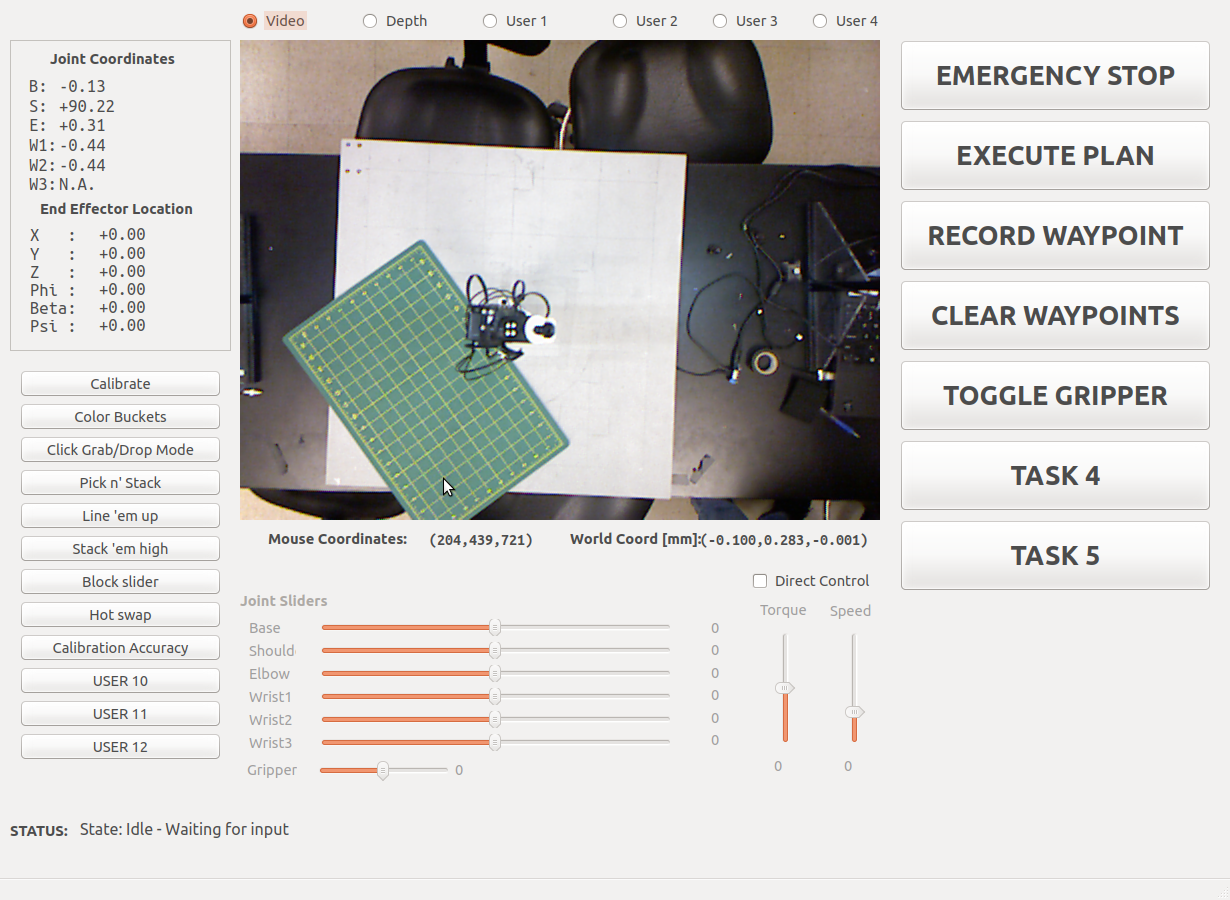 Video Depth User 1 User 2 User 3 User 4
Joint Coordinates
B: -0.13
S: +90.22
E: +0.31
W1:-0.44
W2:-0.44
W3:N.A.
End Effector Location
X : +0.00
Y : +0.00
Z : +0.00
Phi : +0.00
Beta: +0.00
Psi : +0.00
Calibrate
Color Buckets
Click Grab/Drop Mode
Pick n' Stack
Line 'em up
Stack 'em high
Block slider
Hot swap
Calibration Accuracy
USER 10
USER 11
USER 12
Mouse Coordinates: (204,439,721) World Coord [mm]:(-0.100,0.283,-0.001)
Direct Control
Joint Sliders
Torque Speed
Base 0
Should 0
Elbow 0
Wrist1 0
Wrist2 0
Wrist3 0
Gripper 0
0 0
EMERGENCY STOP
EXECUTE PLAN
RECORD WAYPOINT
CLEAR WAYPOINTS
TOGGLE GRIPPER
TASK 4
TASK 5
STATUS: State: Idle - Waiting for input